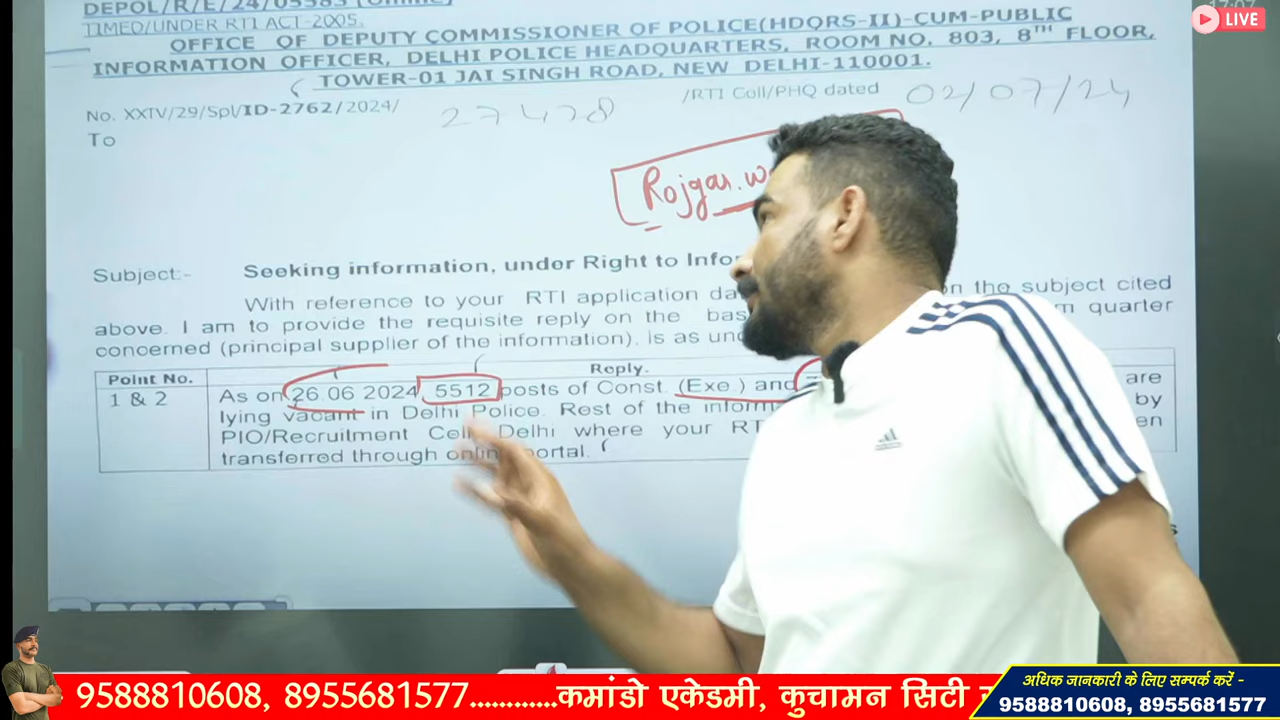 DEPOL/R/E/24/05583 [Online]
LIVE
TIMED/UNDER RTI ACT-2005.
OFFICE OF DEPUTY COMMISSIONER OF POLICE(HDQRS-II)-CUM-PUBLIC
INFORMATION OFFICER, DELHI POLICE HEADQUARTERS, ROOM NO. 803, 8TH FLOOR,
TOWER-01 JAI SINGH ROAD, NEW DELHI-110001.
No. XXIV/29/Spl/ID-2762/2024/ 27428 /RTI Cell/PHQ dated 02/07/24
To
Rojgar.w
Subject:- Seeking information, under Right to Info
With reference to your RTI application da on the subject cited
above. I am to provide the requisite reply on the bas m quarter
concerned (principal supplier of the information). Is as un
Point No. Reply.
1 & 2 As on 26.06 2024 5512 posts of Const. (Exe ) and are
lying vacant in Delhi Police. Rest of the inform by
PIO/Recruitment Cell Delhi where your RT en
transferred through online portal.
9588810608, 8955681577............कमांडो एकेडमी, कुचामन सिटी
अधिक जानकारी के लिए सम्पर्क करें -
9588810608, 8955681577